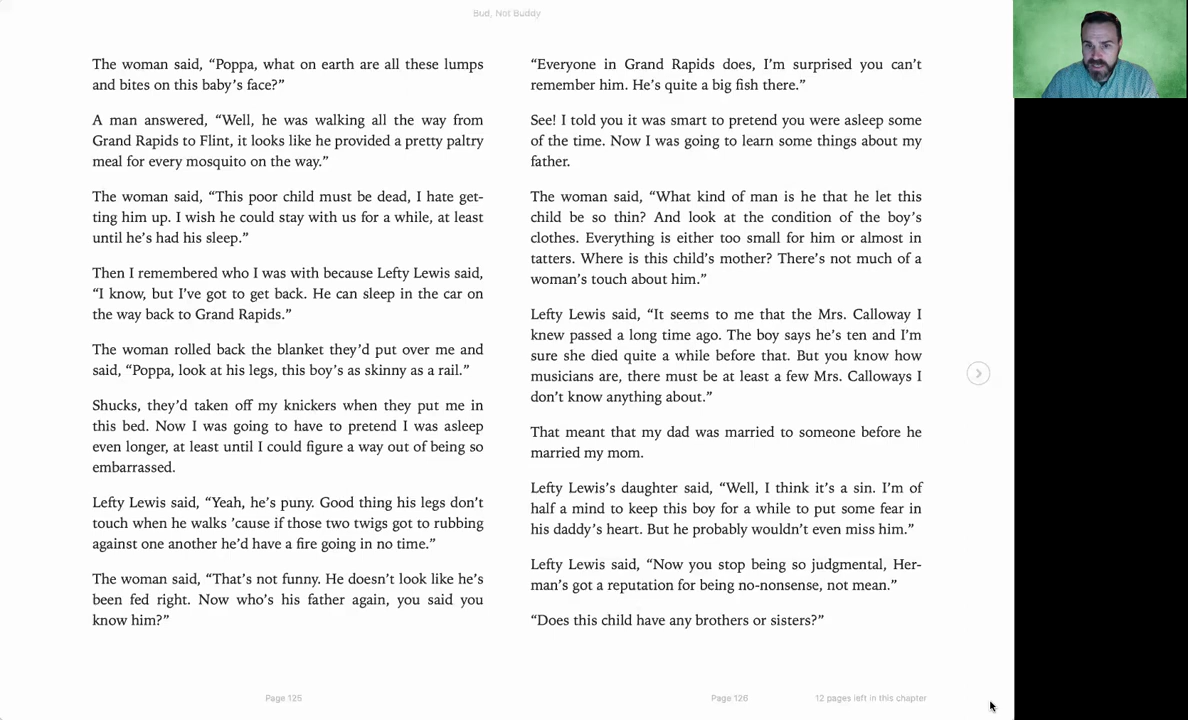 Bud, Not Buddy
The woman said, “Poppa, what on earth are all these lumps
and bites on this baby’s face?”
A man answered, “Well, he was walking all the way from
Grand Rapids to Flint, it looks like he provided a pretty paltry
meal for every mosquito on the way.”
The woman said, “This poor child must be dead, I hate get-
ting him up. I wish he could stay with us for a while, at least
until he’s had his sleep.”
Then I remembered who I was with because Lefty Lewis said,
“I know, but I’ve got to get back. He can sleep in the car on
the way back to Grand Rapids.”
The woman rolled back the blanket they’d put over me and
said, “Poppa, look at his legs, this boy’s as skinny as a rail.”
Shucks, they’d taken off my knickers when they put me in
this bed. Now I was going to have to pretend I was asleep
even longer, at least until I could figure a way out of being so
embarrassed.
Lefty Lewis said, “Yeah, he’s puny. Good thing his legs don’t
touch when he walks ’cause if those two twigs got to rubbing
against one another he’d have a fire going in no time.”
The woman said, “That’s not funny. He doesn’t look like he’s
been fed right. Now who’s his father again, you said you
know him?”
Page 125
“Everyone in Grand Rapids does, I’m surprised you can’t
remember him. He’s quite a big fish there.”
See! I told you it was smart to pretend you were asleep some
of the time. Now I was going to learn some things about my
father.
The woman said, “What kind of man is he that he let this
child be so thin? And look at the condition of the boy’s
clothes. Everything is either too small for him or almost in
tatters. Where is this child’s mother? There’s not much of a
woman’s touch about him.”
Lefty Lewis said, “It seems to me that the Mrs. Calloway I
knew passed a long time ago. The boy says he’s ten and I’m
sure she died quite a while before that. But you know how
musicians are, there must be at least a few Mrs. Calloways I
don’t know anything about.”
That meant that my dad was married to someone before he
married my mom.
Lefty Lewis’s daughter said, “Well, I think it’s a sin. I’m of
half a mind to keep this boy for a while to put some fear in
his daddy’s heart. But he probably wouldn’t even miss him.”
Lefty Lewis said, “Now you stop being so judgmental, Her-
man’s got a reputation for being no-nonsense, not mean.”
“Does this child have any brothers or sisters?”
Page 126
12 pages left in this chapter